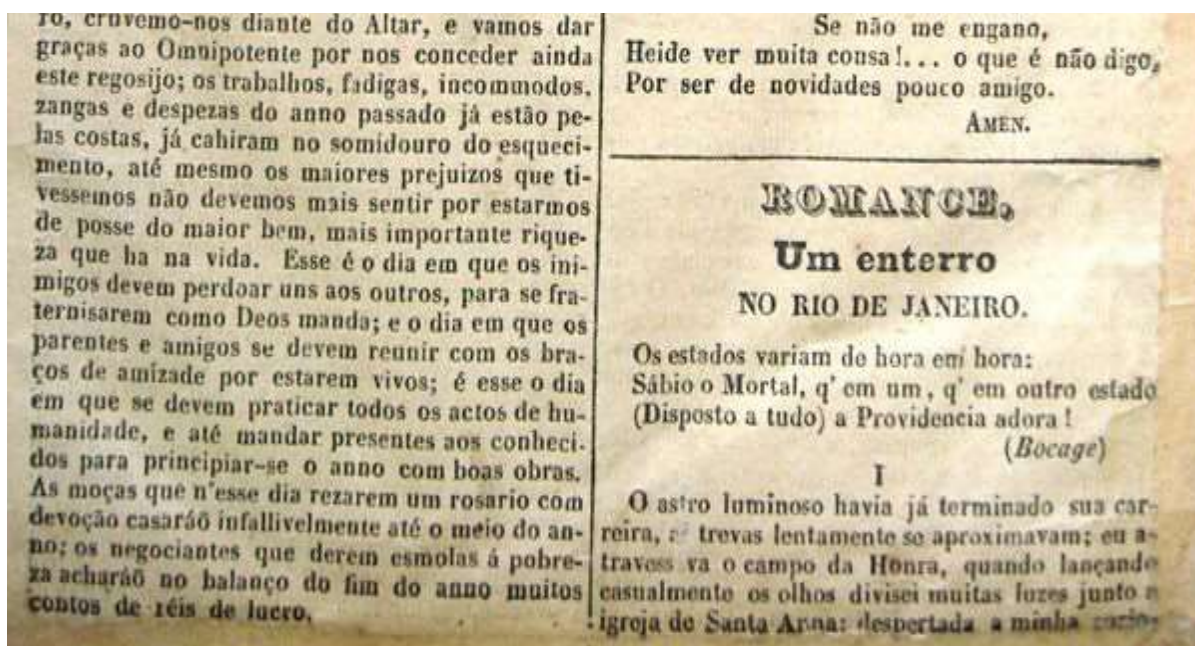 ro, cruvemo-nos diante do Altar, e vamos dar
graças ao Omnipotente por nos conceder ainda
este regosijo; os trabalhos, fadigas, incommodos,
zangas e despezas do anno passado já estão pe-
las costas, já cahiram no somidouro do esqueci-
mento, até mesmo os maiores prejuizos que ti-
vessemos não devemos mais sentir por estarmos
de posse do maior bem, mais importante rique-
za que ha na vida. Esse é o dia em que os ini-
migos devem perdoar uns aos outros, para se fra-
ternisarem como Deos manda; e o dia em que os
parentes e amigos se devem reunir com os bra-
ços de amizade por estarem vivos; é esse o dia
em que se devem praticar todos os actos de hu-
manidade, e até mandar presentes aos conheci-
dos para principiar-se o anno com boas obras.
As moças que n'esse dia rezarem um rosario com
devoção casaráõ infallivelmente até o meio do an-
no; os negociantes que derem esmolas á pobre-
za acharáõ no balanço do fim do anno muitos
contos de réis de lucro.
Se não me engano,
Heide ver muita cousa!... o que é não digo,
Por ser de novidades pouco amigo.
AMEN.
ROMANCE,
Um enterro
NO RIO DE JANEIRO.
Os estados variam de hora em hora:
Sábio o Mortal, q' em um, q' em outro estado
(Disposto a tudo) a Providencia adora!
(Bocage)
I
O astro luminoso havia já terminado sua car-
reira, trevas lentamente se aproximavam; eu a-
travess va o campo da Honra, quando lançando
casualmente os olhos divisei muitas luzes junto a
igreja de Santa Anna: despertada a minha curio-